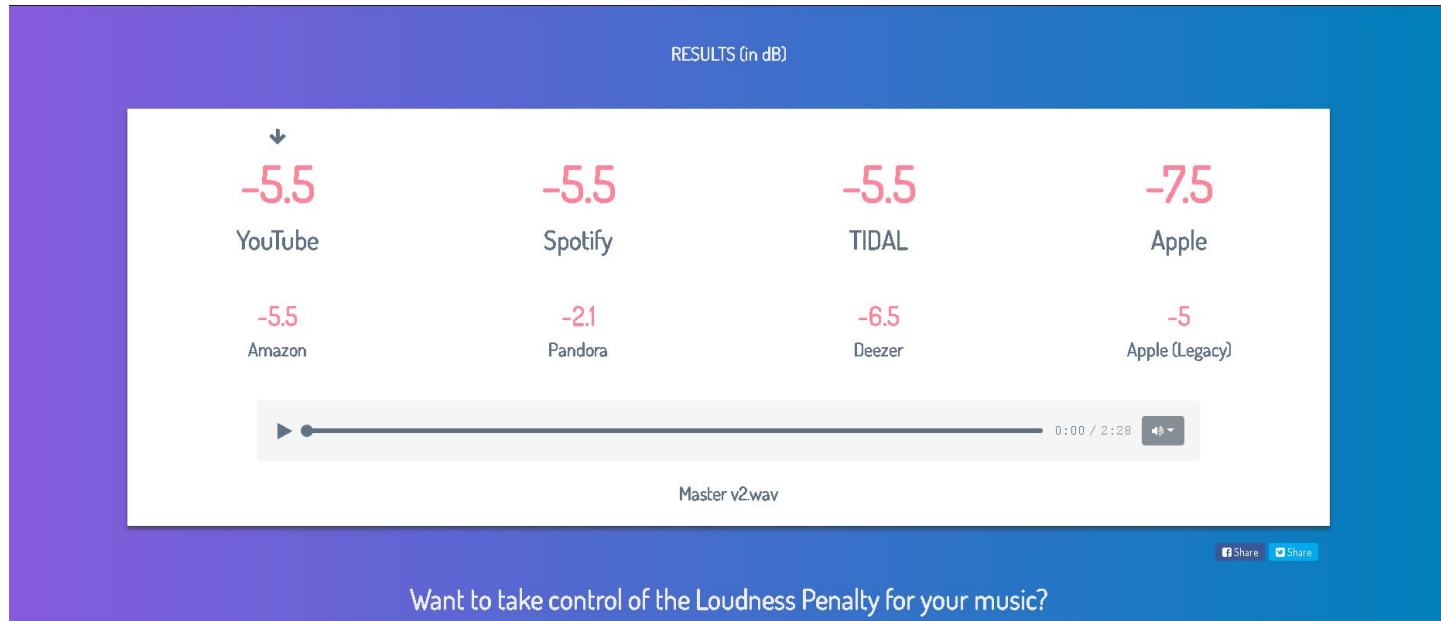 RESULTS (in dB)
-5.5 -5.5 -5.5 -7.5
YouTube Spotify TIDAL Apple
-5.5 -2.1 -6.5 -5
Amazon Pandora Deezer Apple (Legacy)
0:00 / 2:28
Master v2.wav
Share Share
Want to take control of the Loudness Penalty for your music?